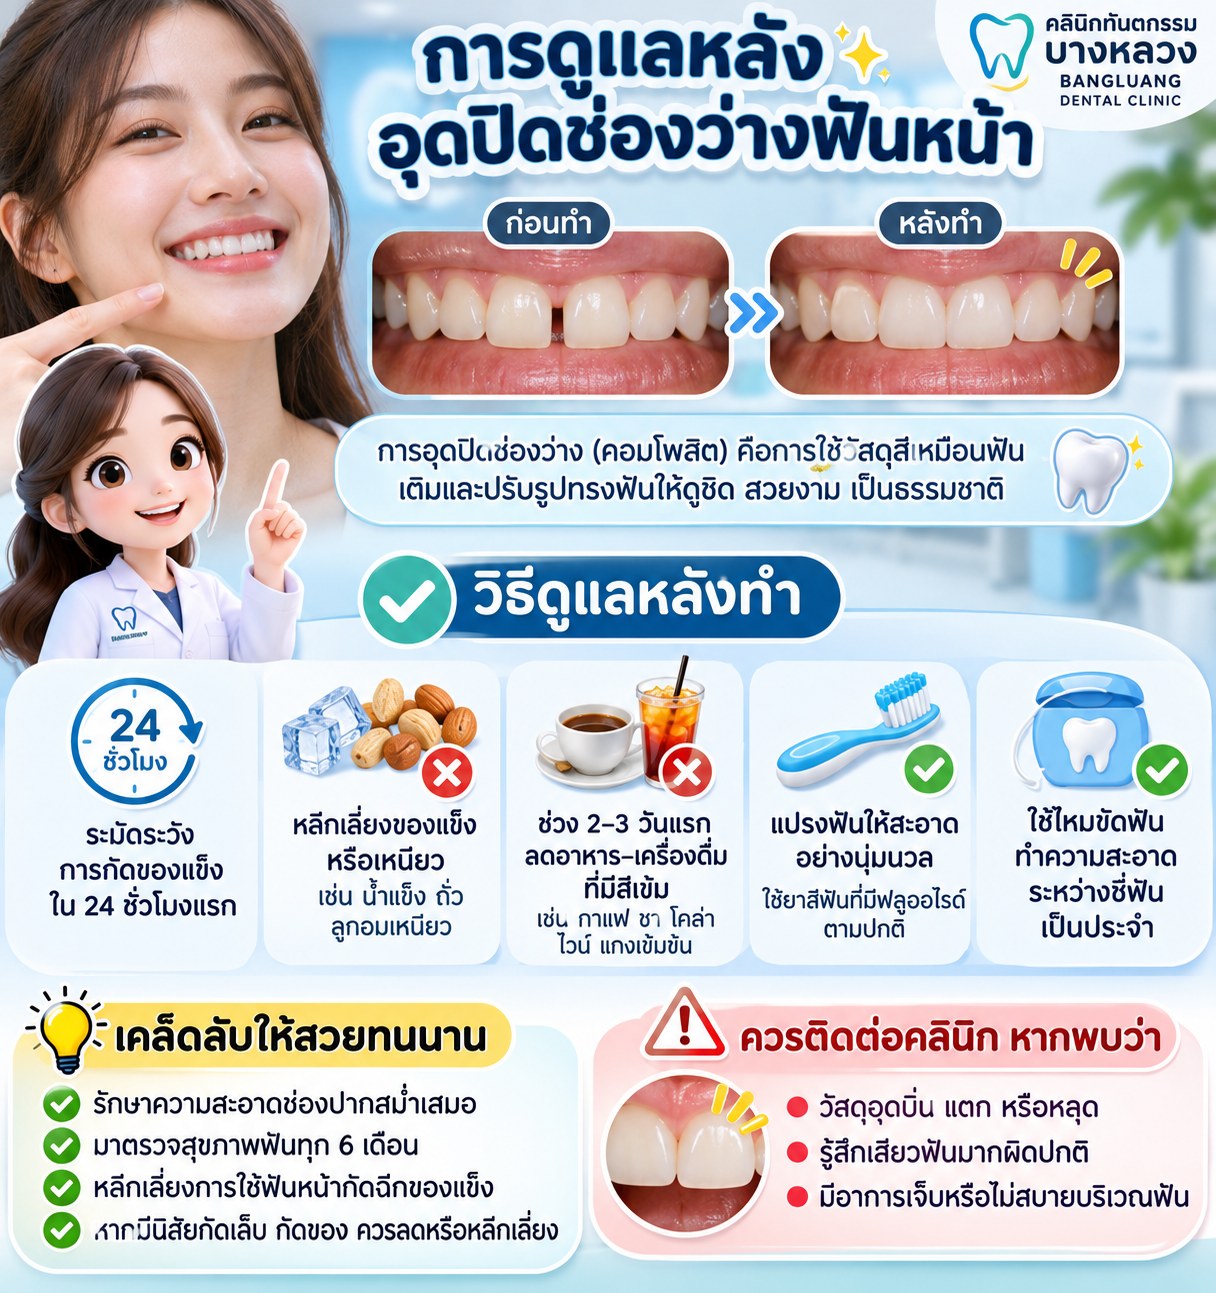 การดูแลหลัง
อุดปิดช่องว่างฟันหน้า
คลินิกทันตกรรม
บางหลวง
BANGLUANG
DENTAL CLINIC
ก่อนทำ
หลังทำ
การอุดปิดช่องว่าง (คอมโพสิต) คือการใช้วัสดุสีเหมือนฟัน
เติมและปรับรูปทรงฟันให้ดูชิด สวยงาม เป็นธรรมชาติ
วิธีดูแลหลังทำ
24
ชั่วโมง
ระมัดระวัง
การกัดของแข็ง
ใน 24 ชั่วโมงแรก
หลีกเลี่ยงของแข็ง
หรือเหนียว
เช่น น้ำแข็ง ถั่ว
ลูกอมเหนียว
ช่วง 2–3 วันแรก
ลดอาหาร–เครื่องดื่ม
ที่มีสีเข้ม
เช่น กาแฟ ชา โคล่า
ไวน์ แกงเข้มข้น
แปรงฟันให้สะอาด
อย่างนุ่มนวล
ใช้ยาสีฟันที่มีฟลูออไรด์
ตามปกติ
ใช้ไหมขัดฟัน
ทำความสะอาด
ระหว่างซี่ฟัน
เป็นประจำ
เคล็ดลับให้สวยทนนาน
รักษาความสะอาดช่องปากสม่ำเสมอ
มาตรวจสุขภาพฟันทุก 6 เดือน
หลีกเลี่ยงการใช้ฟันหน้ากัดฉีกของแข็ง
หากมีนิสัยกัดเล็บ กัดของ ควรลดหรือหลีกเลี่ยง
ควรติดต่อคลินิก หากพบว่า
วัสดุอุดบิ่น แตก หรือหลุด
รู้สึกเสียวฟันมากผิดปกติ
มีอาการเจ็บหรือไม่สบายบริเวณฟัน